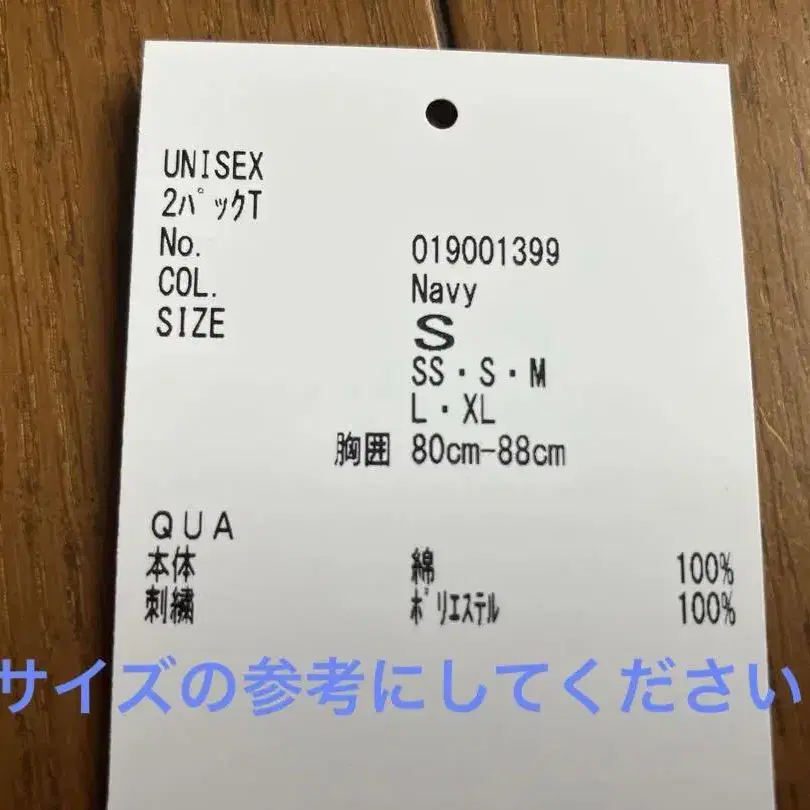 UNISEX
2パックT
No. 019001399
COL. Navy
SIZE S
SS・S・M
L・XL
胸囲 80cm-88cm
QUA
本体 綿 100%
刺繍 ポリエステル 100%
サイズの参考にしてください